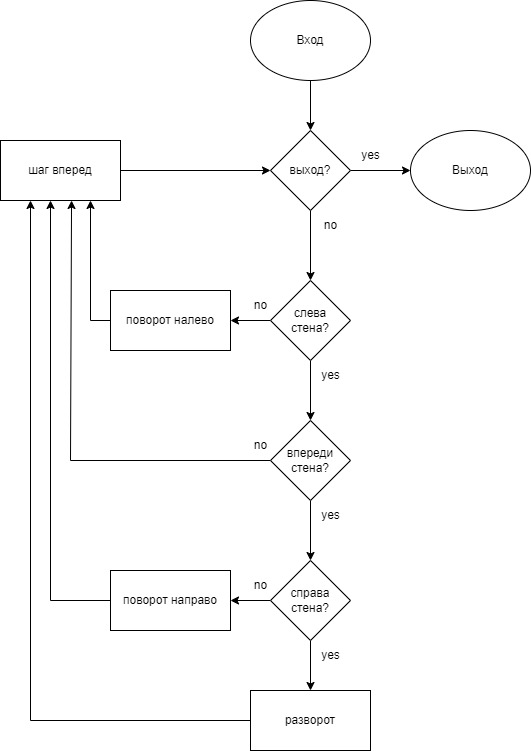 Вход
шаг вперед
выход?
yes
Выход
no
поворот налево
no
слева
стена?
yes
no
впереди
стена?
yes
поворот направо
no
справа
стена?
yes
разворот